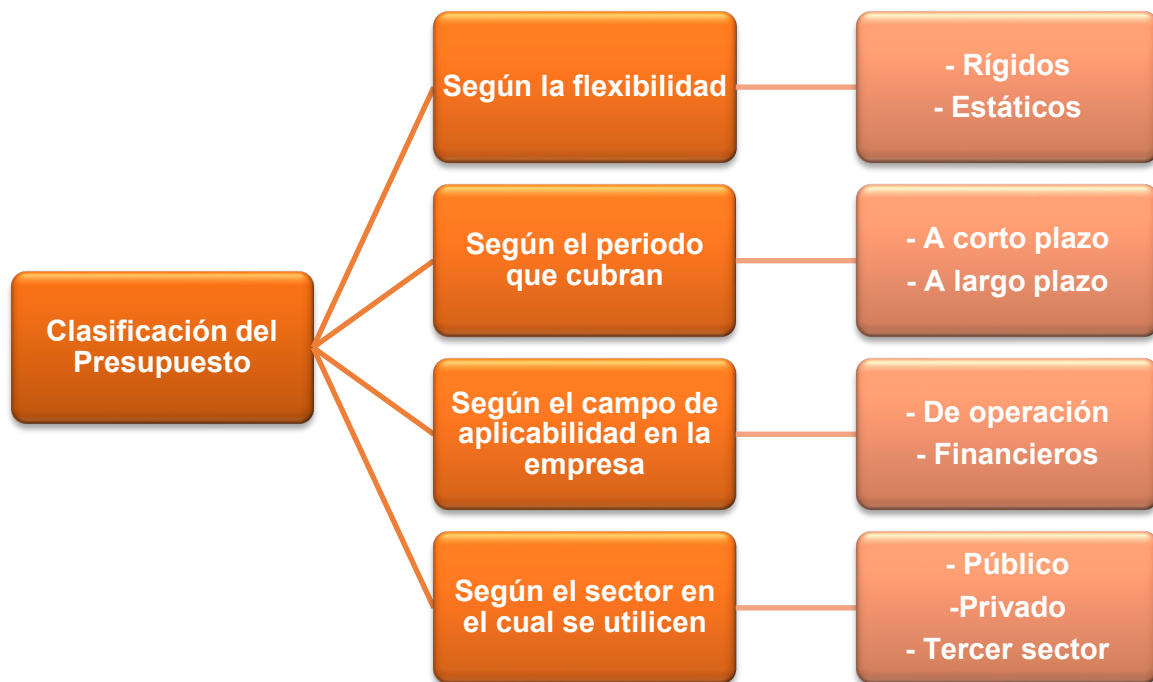 Clasificación del
Presupuesto
Según la flexibilidad
- Rígidos
- Estáticos
Según el periodo
que cubran
- A corto plazo
- A largo plazo
Según el campo de
aplicabilidad en la
empresa
- De operación
- Financieros
Según el sector en
el cual se utilicen
- Público
-Privado
- Tercer sector